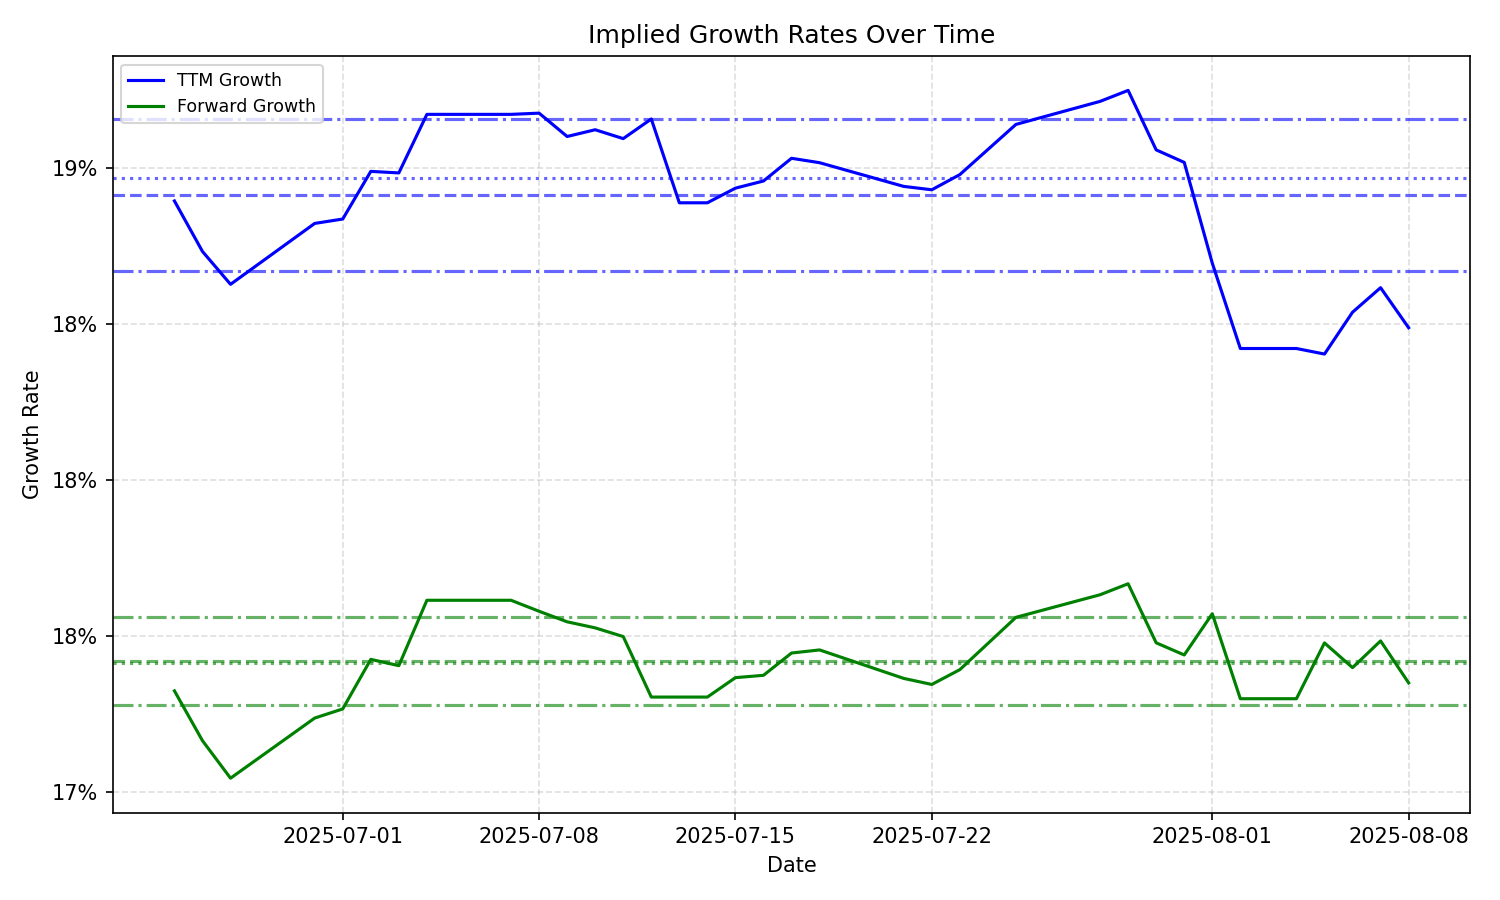 Implied Growth Rates Over Time
TTM Growth
Forward Growth
19%
18%
18%
18%
17%
Growth Rate
2025-07-01
2025-07-08
2025-07-15
2025-07-22
2025-08-01
2025-08-08
Date